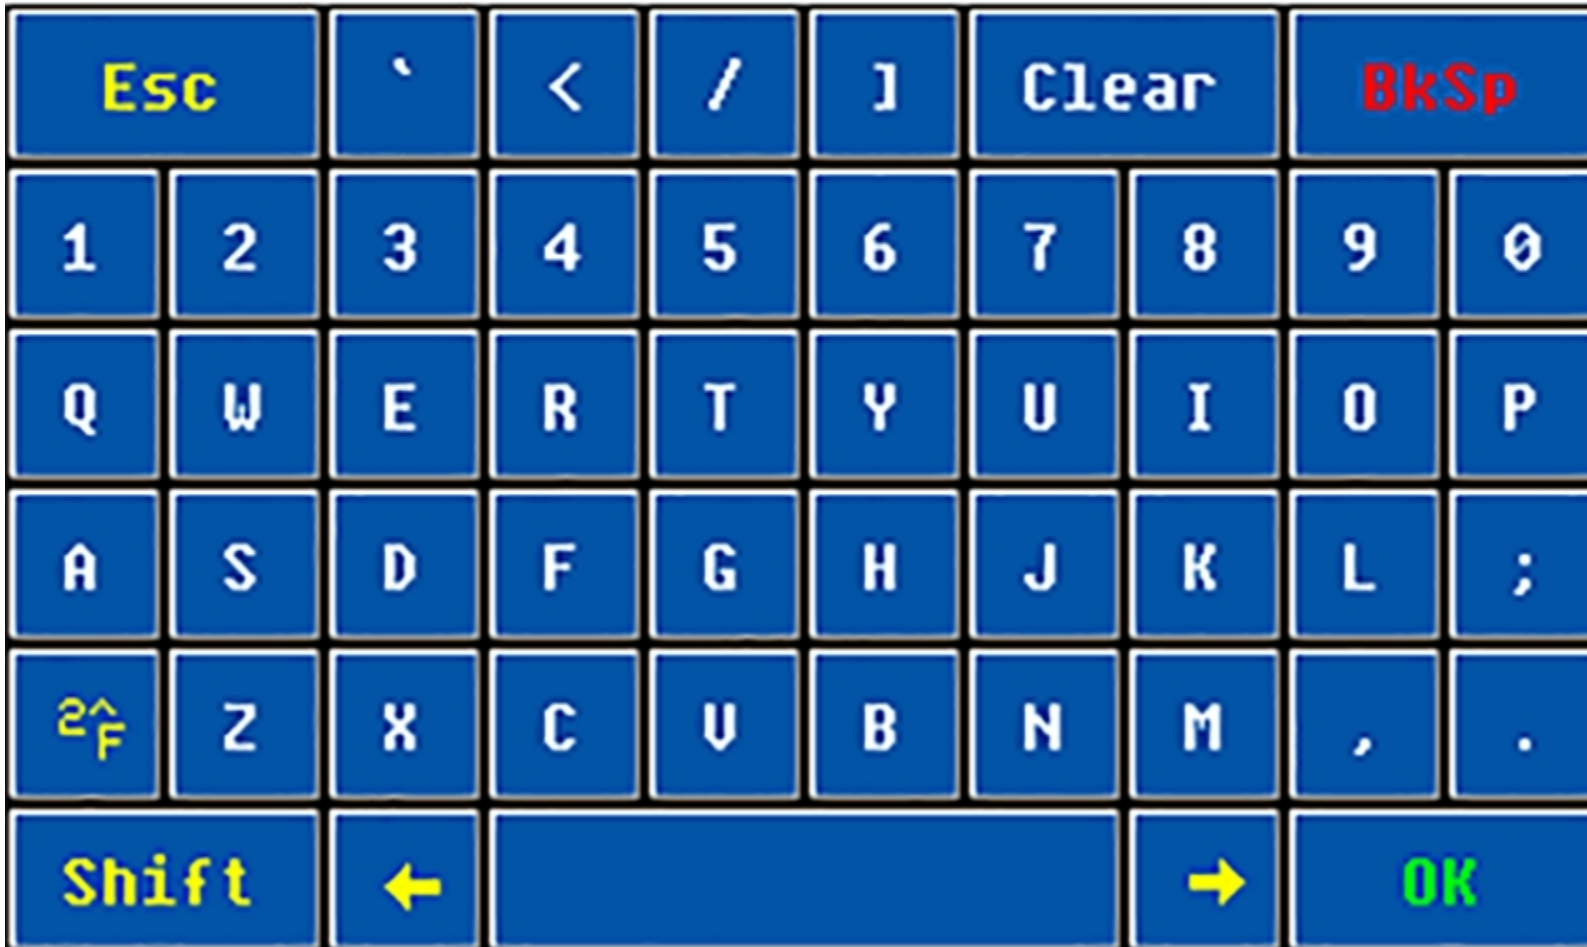 Esc ` < / ] Clear BkSp
1 2 3 4 5 6 7 8 9 0
Q W E R T Y U I O P
A S D F G H J K L ;
2^F Z X C V B N M , .
Shift ← → OK